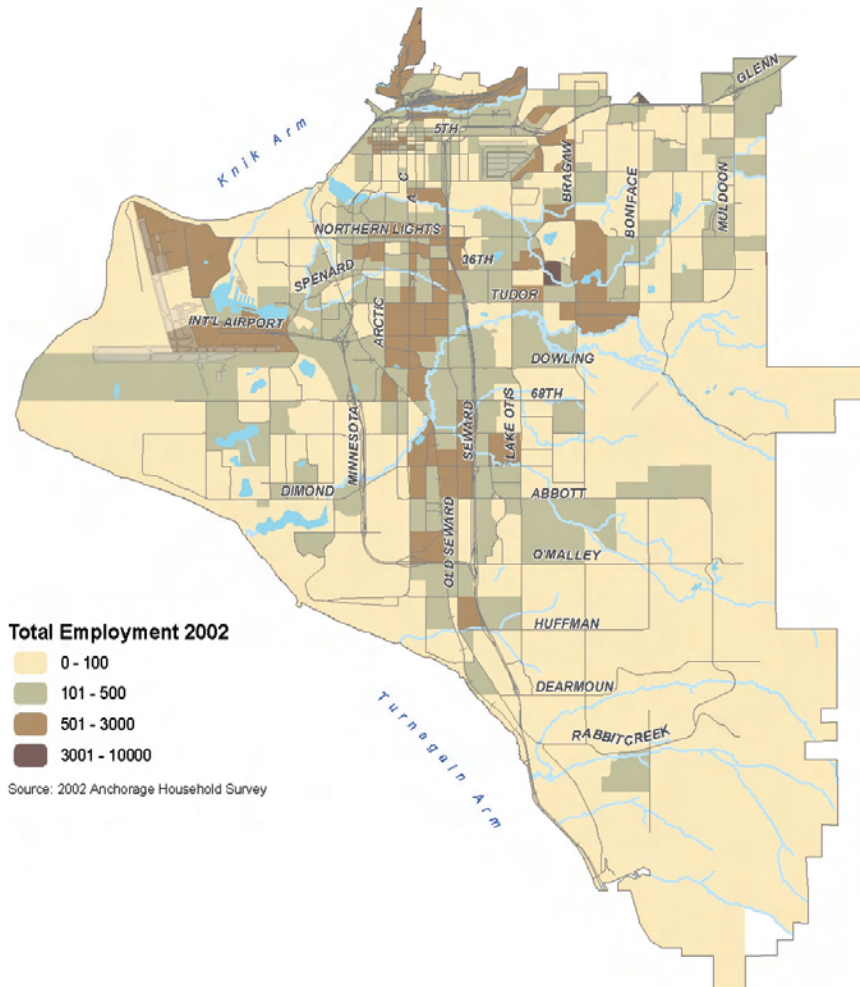 GLENN
Knik Arm
5TH
A
C
BRAGAW
BONIFACE
MULDOON
NORTHERN LIGHTS
SPENARD
36TH
TUDOR
INT'L AIRPORT
ARCTIC
DOWLING
68TH
MINNESOTA
SEWARD
LAKE OTIS
DIMOND
ABBOTT
OLD SEWARD
O'MALLEY
HUFFMAN
DEARMOUN
RABBITCREEK
Turnagain Arm
Total Employment 2002
0 - 100
101 - 500
501 - 3000
3001 - 10000
Source: 2002 Anchorage Household Survey